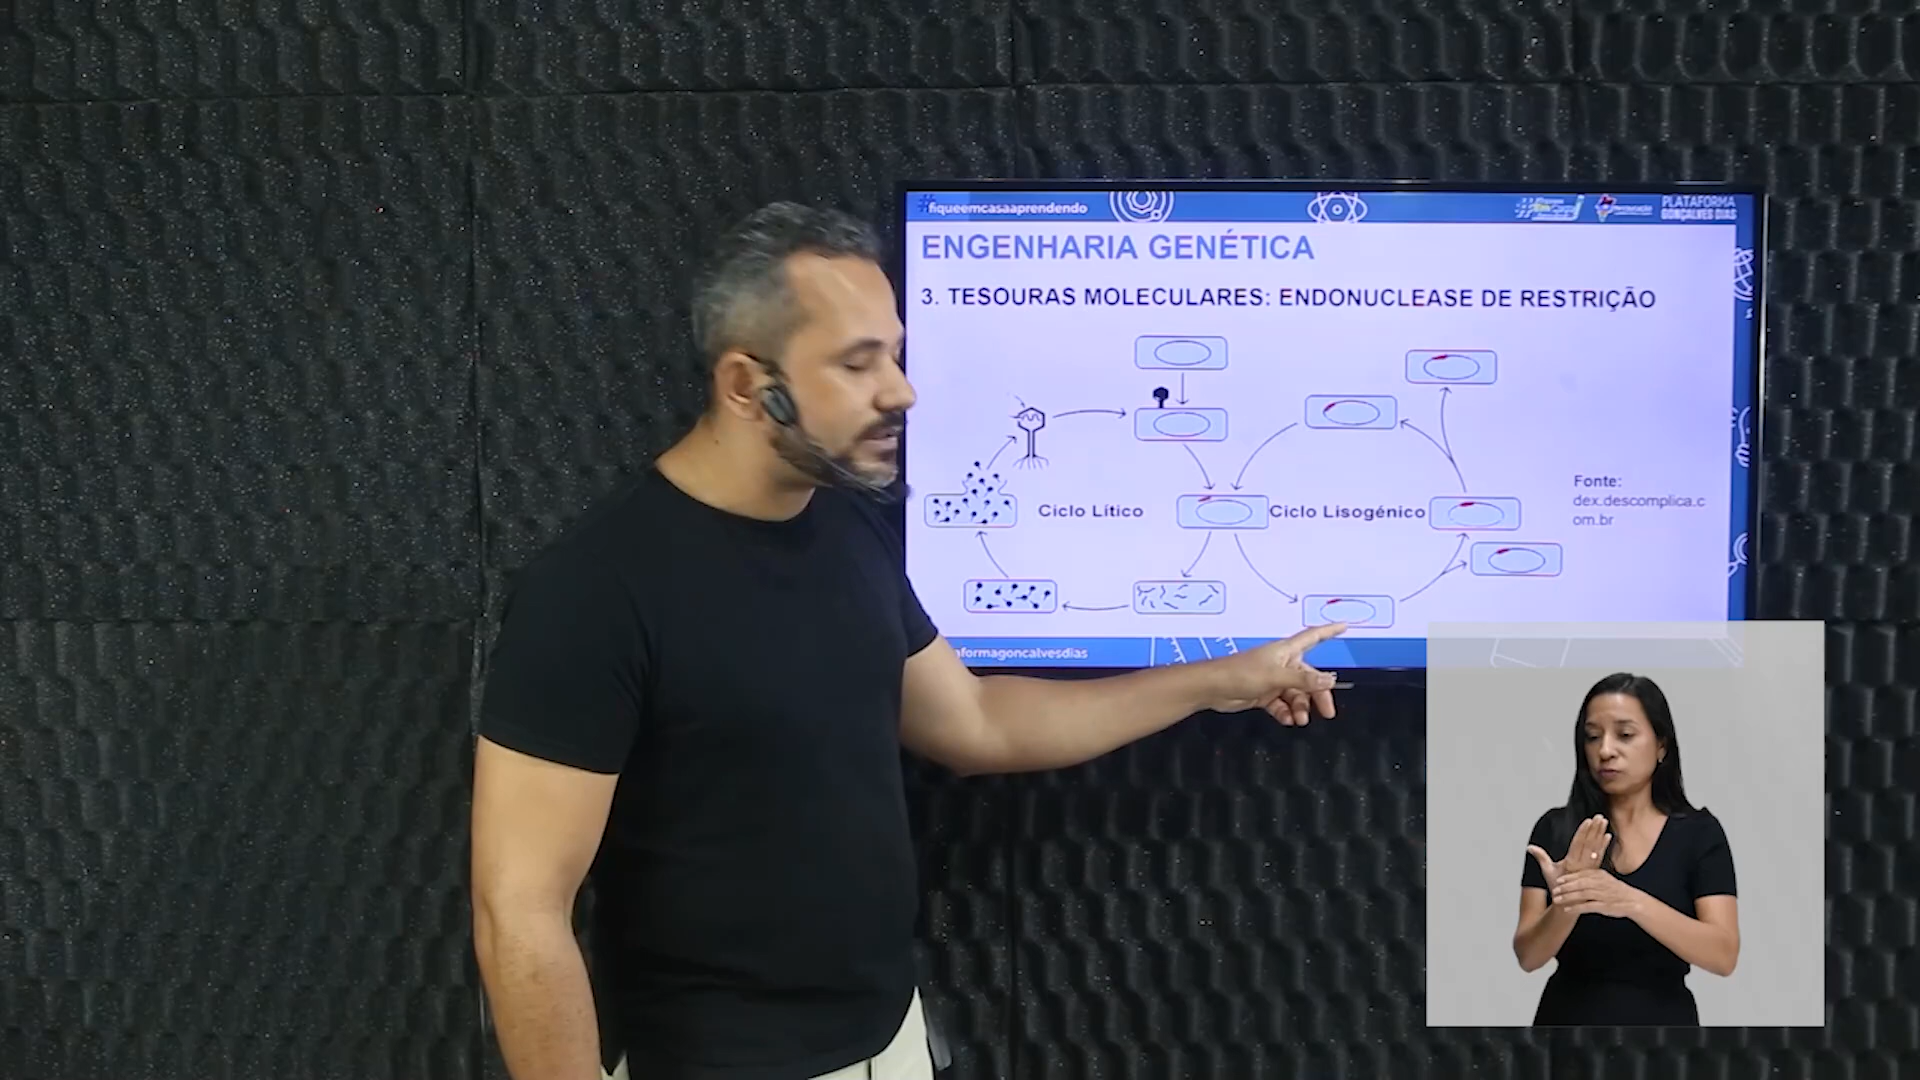 #fiqueemcasaaprendendo
PLATAFORMA
GONÇALVES DIAS
ENGENHARIA GENÉTICA
3. TESOURAS MOLECULARES: ENDONUCLEASE DE RESTRIÇÃO
Ciclo Lítico
Ciclo Lisogénico
Fonte:
dex.descomplica.c
om.br
aformagoncalvesdias